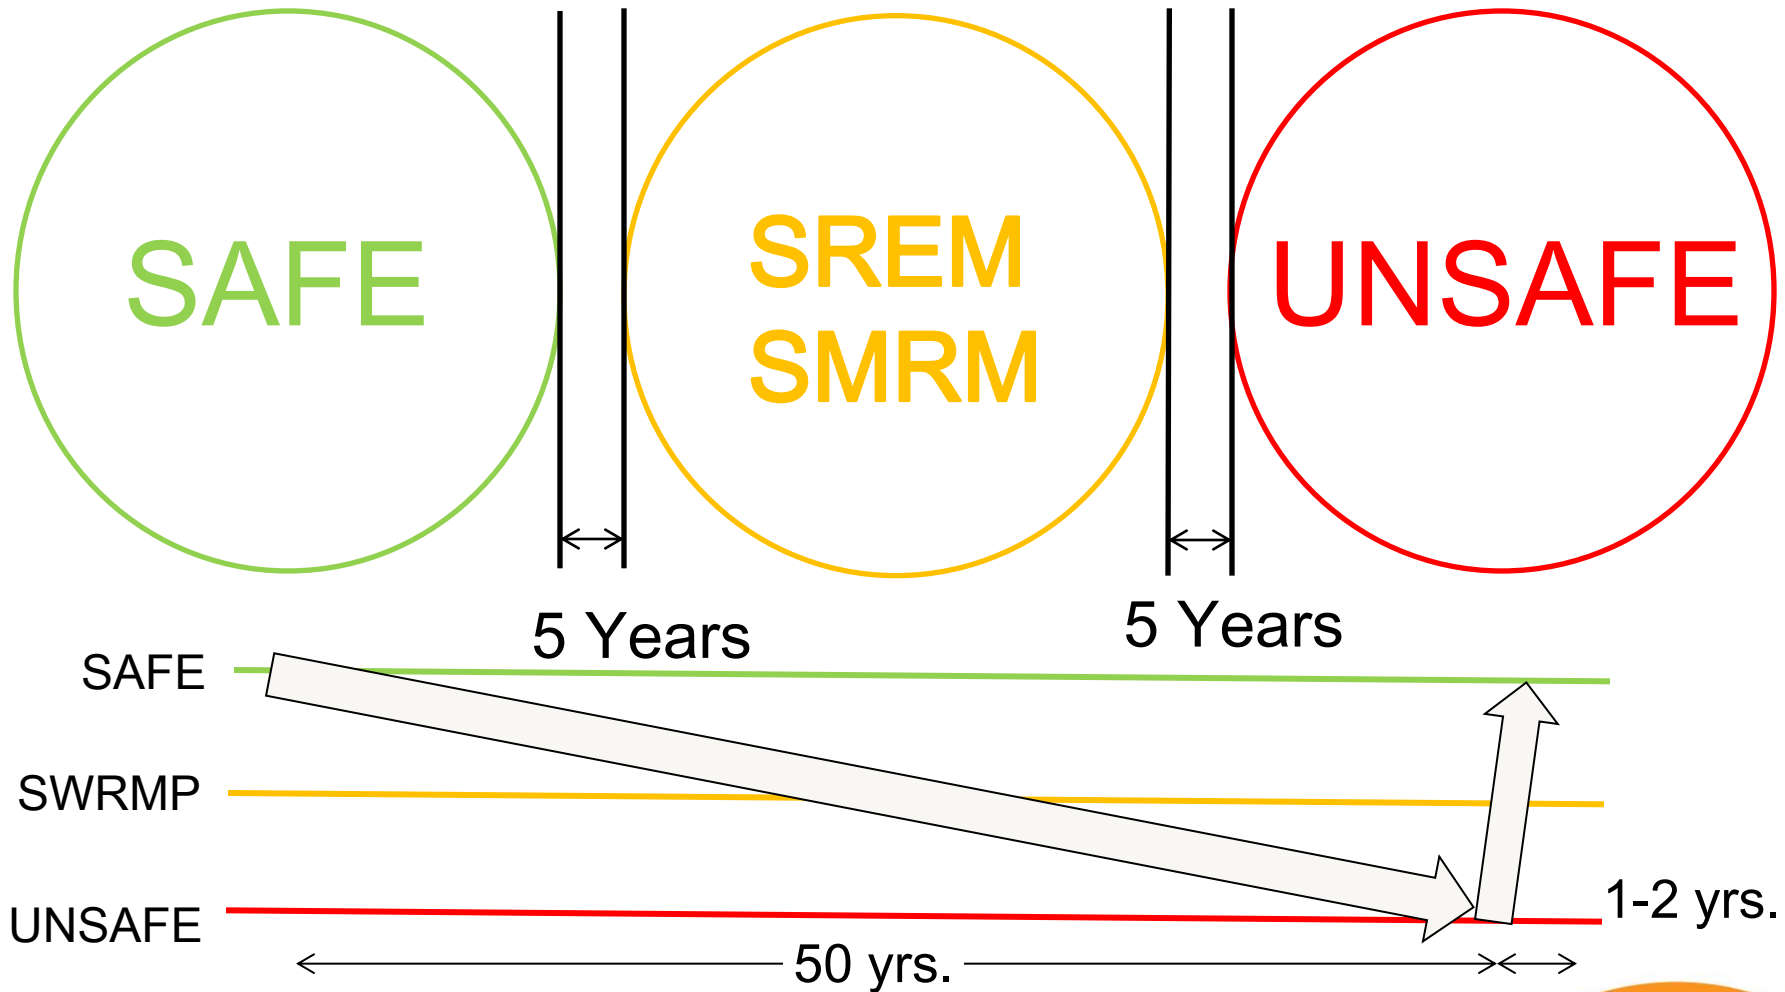 SAFE
SREM
SMRM
UNSAFE
5 Years
5 Years
SAFE
SWRMP
UNSAFE
1-2 yrs.
50 yrs.